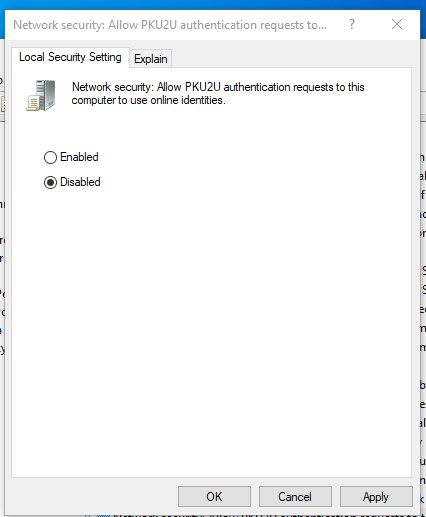 Network security: Allow PKU2U authentication requests to...
Local Security Setting
Explain
Network security: Allow PKU2U authentication requests to this
computer to use online identities.
Enabled
Disabled
OK
Cancel
Apply